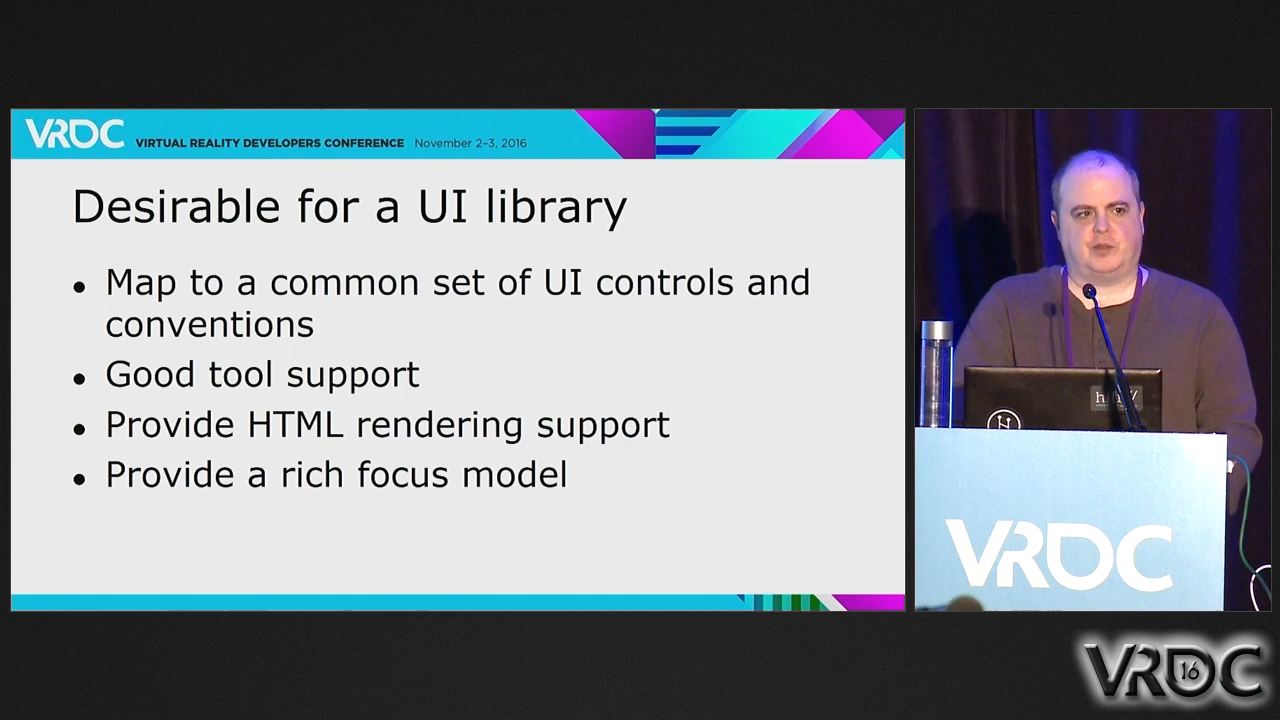 VRDC VIRTUAL REALITY DEVELOPERS CONFERENCE November 2-3, 2016
Desirable for a UI library
• Map to a common set of UI controls and
conventions
• Good tool support
• Provide HTML rendering support
• Provide a rich focus model
VRDC
VRDC
16